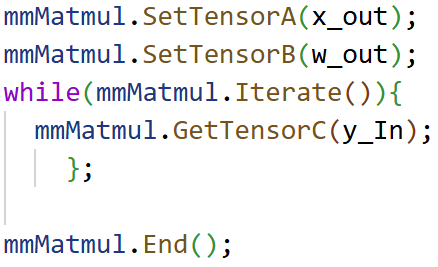 mmMatmul.SetTensorA(x_out);
mmMatmul.SetTensorB(w_out);
while(mmMatmul.Iterate()){
  mmMatmul.GetTensorC(y_In);
    };

mmMatmul.End();